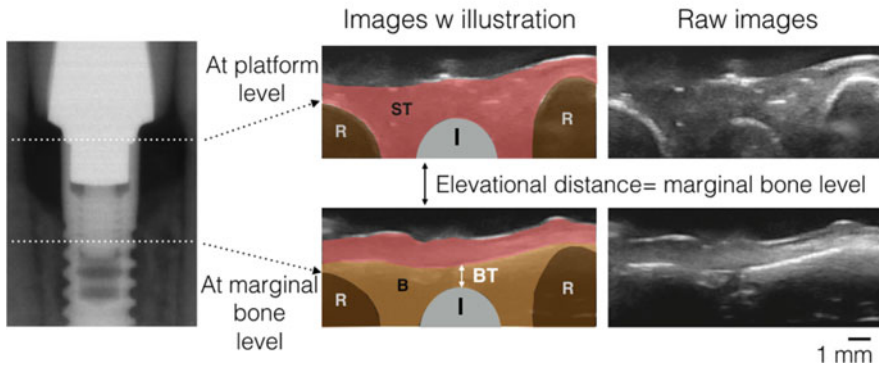 Images w illustration
Raw images
At platform
level
ST
R
I
R
Elevational distance= marginal bone level
At marginal
bone
level
BT
B
R
I
R
1 mm